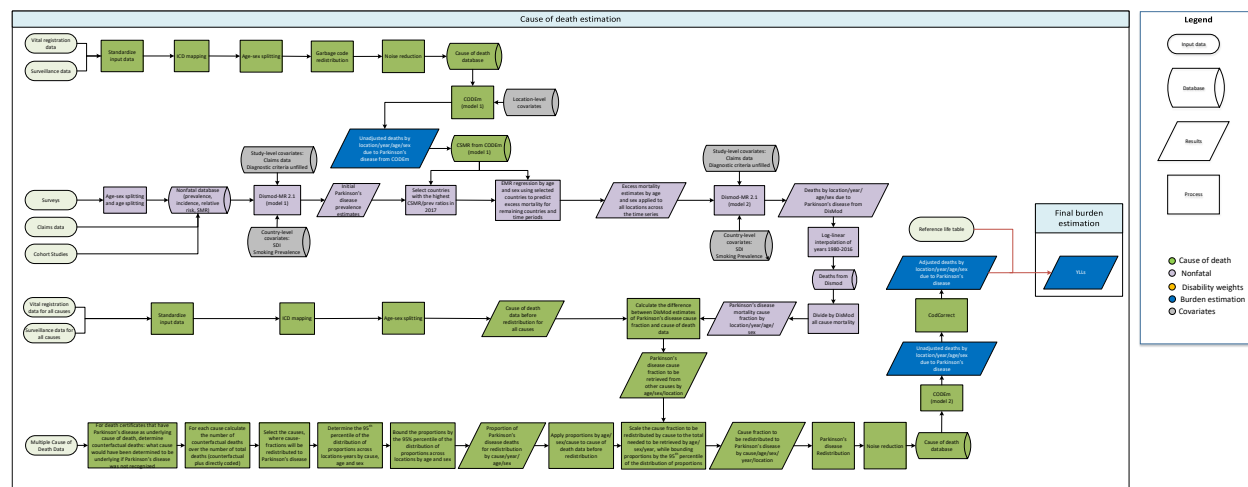 Cause of death estimation
Vital registration
data
Surveillance data
Standardize
input data
ICD mapping
Age-sex splitting
Garbage code
redistribution
Noise reduction
Cause of death
database
CODEm
(model 1)
Location-level
covariates
Unadjusted deaths by
location/year/age/sex
due to Parkinson's
disease from CODEm
CSMR from CODEm
(model 1)
Study-level covariates:
Claims data
Diagnostic criteria unfilled
Surveys
Claims data
Cohort Studies
Age-sex splitting
and age splitting
Nonfatal database
(prevalence,
incidence, relative
risk, SMR)
Dismod-MR 2.1
(model 1)
Country-level
covariates:
SDI
Smoking Prevalence
Initial
Parkinson's
disease
prevalence estimates
Select countries
with the highest
CSMR/prev ratios in
2017
EMR regression by age
and sex using selected
countries to predict
excess mortality for
remaining countries and
time periods
Excess mortality
estimates by age
and sex applied to
all locations across
the time series
Study-level covariates:
Claims data
Diagnostic criteria unfilled
Dismod-MR 2.1
(model 2)
Country-level
covariates:
SDI
Smoking Prevalence
Deaths by location/year/
age/sex due to
Parkinson's disease
from DisMod
Log-linear
interpolation of
years 1980-2016
Deaths from
Dismod
Divide by DisMod
all cause mortality
Parkinson's disease
mortality cause
fraction by
location/year/age/
sex
Vital registration
data for all causes
Surveillance data for
all causes
Standardize
input data
ICD mapping
Age-sex splitting
Cause of death
data before
redistribution for
all causes
Calculate the difference
between DisMod estimates
of Parkinson's disease cause
fraction and cause of death
data
Parkinson's
disease cause
fraction to be
retrieved from
other causes by
age/sex/location
Multiple Cause of
Death Data
For death certificates that have
Parkinson's disease as underlying
cause of death, determine
counterfactual deaths: what cause
would have been determined to be
underlying if Parkinson's disease
was not recognised
For each cause calculate the
number of
counterfactual deaths
over the number of total
deaths (counterfactual
plus directly coded)
Select the causes,
where cause-
fractions will be
redistributed to
Parkinson's disease
Determine the 95th
percentile of the
distribution of
proportions across
locations-years by cause,
age and sex
Bound the proportions by
the 95% percentile of the
distribution of
proportions across
locations by age and sex
Proportion of
Parkinson's
disease deaths for
redistribution by
cause/year/
age/sex
Apply proportions by age/
sex/cause to cause of
death data before
redistribution
Scale the cause fraction to be
redistributed by cause to the total
needed to be retrieved by age/
sex/year, while bounding
proportions by the 95th percentile
of the distribution of proportions
Cause fraction to
be redistributed to
Parkinson's disease by
cause/age/sex/
year/location
Parkinson's
disease
Redistribution
Noise reduction
Cause of death
database
CODEm
(model 2)
Unadjusted deaths by
location/year/age/sex
due to Parkinson's
disease
CodCorrect
Adjusted deaths by
location/year/age/sex
due to Parkinson's
disease
Reference life table
Final burden
estimation
YLLs
Legend
Input data
Database
Results
Process
Cause of death
Nonfatal
Disability weights
Burden estimation
Covariates